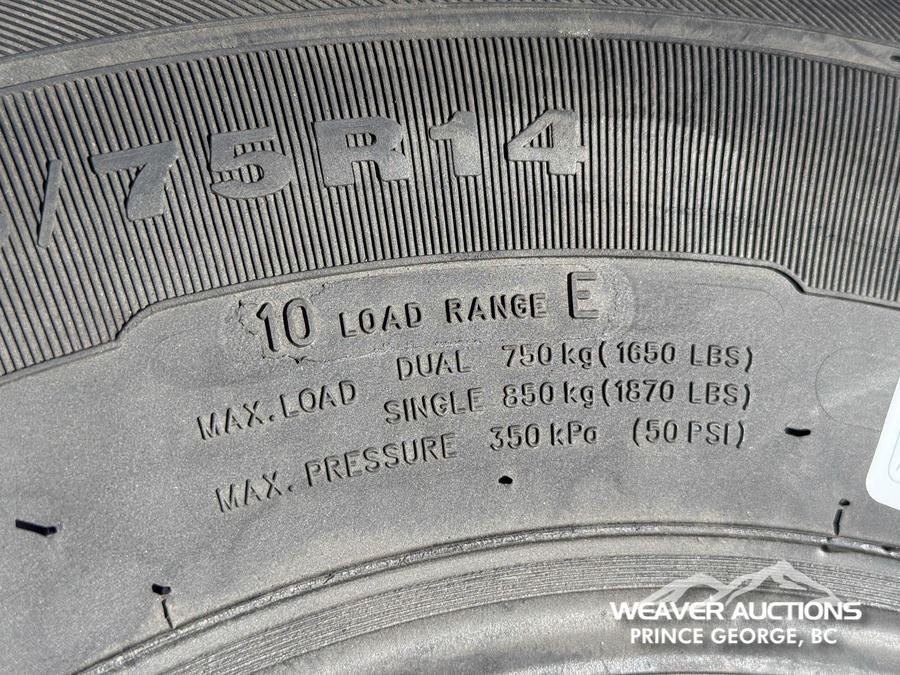 /75R14
10 LOAD RANGE E
MAX. LOAD DUAL 750 kg (1650 LBS)
SINGLE 850 kg (1870 LBS)
MAX. PRESSURE 350 kPa (50 PSI)
WEAVER AUCTIONS
PRINCE GEORGE, BC